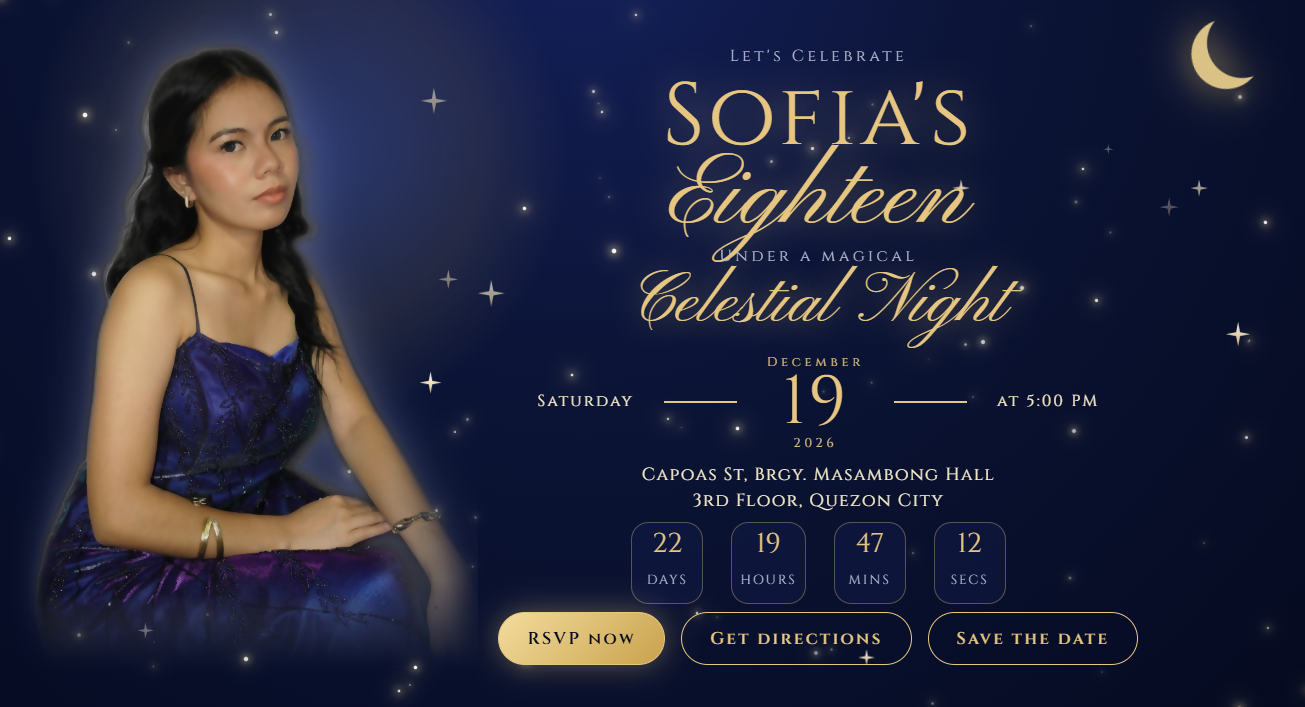 Let's Celebrate
Sofia's
Eighteen
Under a magical
Celestial Night
December
Saturday 19 at 5:00 PM
2026
Capoas St, Brgy. Masambong Hall
3rd Floor, Quezon City
22 19 47 12
DAYS HOURS MINS SECS
RSVP now Get directions Save the date